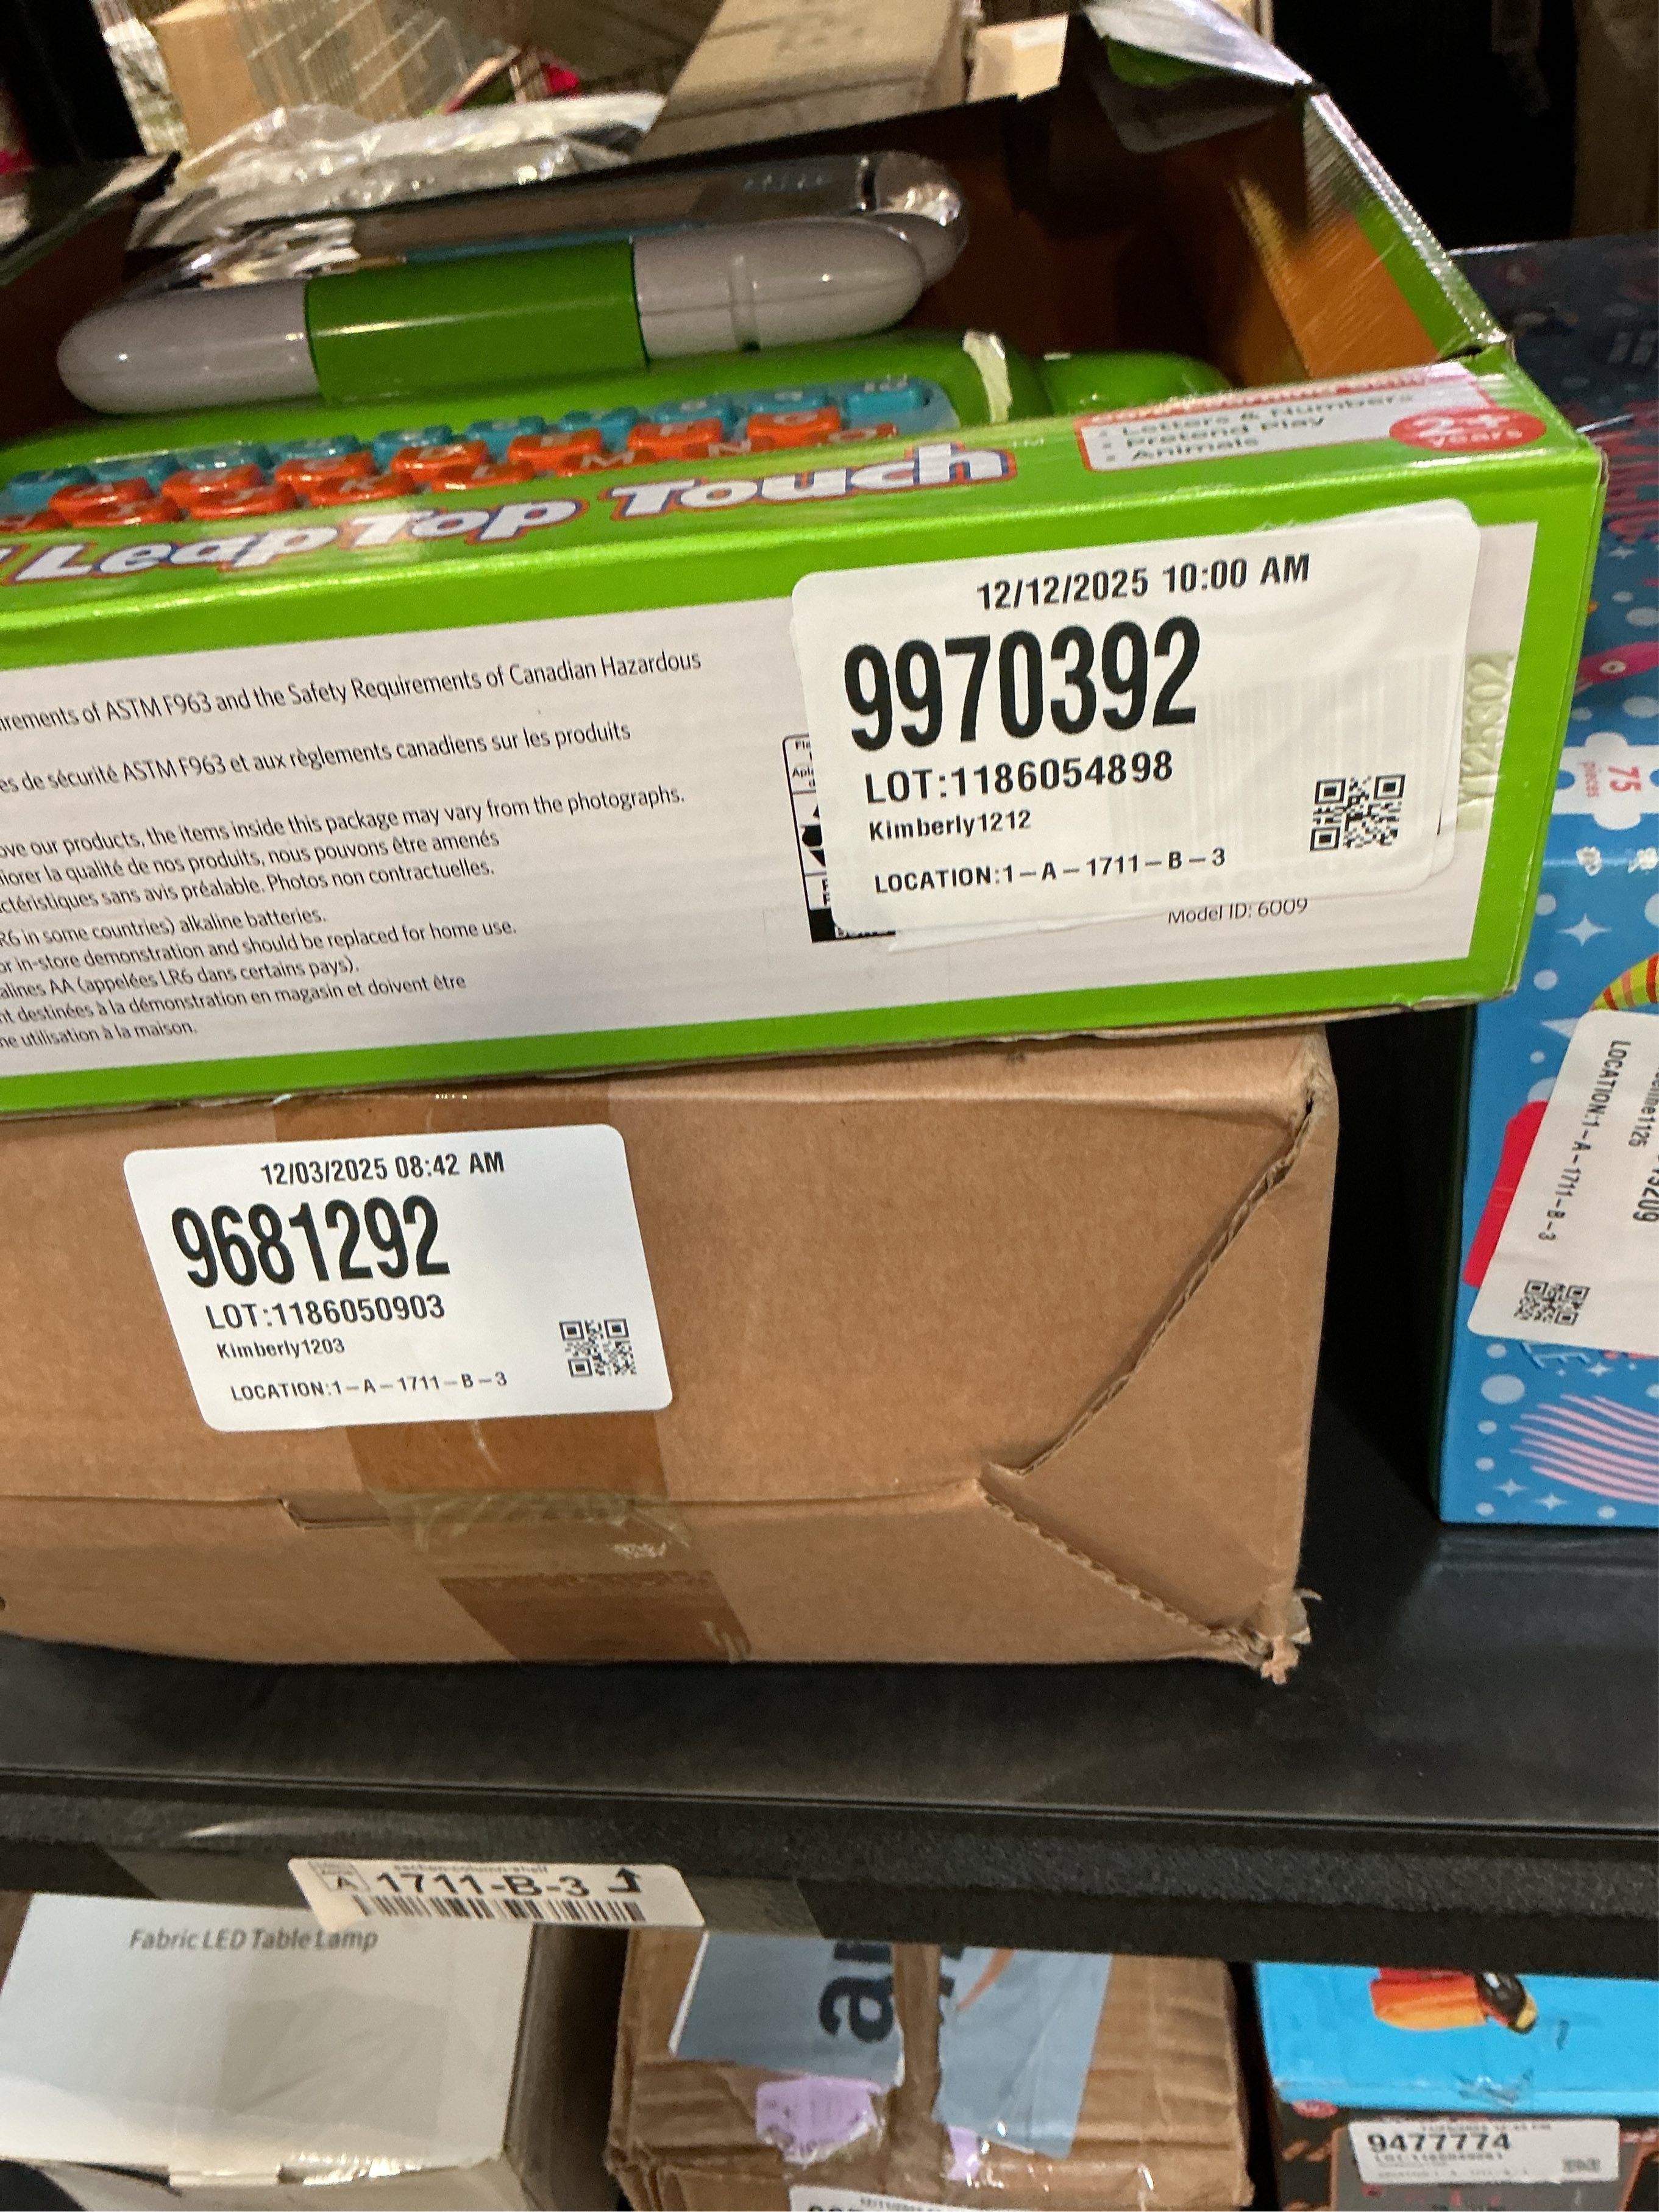 Letters & Numbers
Pretend Play
Animals
2+
years
LeapTop Touch
12/12/2025 10:00 AM
9970392
LOT:1186054898
Kimberly1212
LOCATION:1-A-1711-B-3
Model ID: 6009
irements of ASTM F963 and the Safety Requirements of Canadian Hazardous
es de sécurité ASTM F963 et aux règlements canadiens sur les produits
ove our products, the items inside this package may vary from the photographs.
iorer la qualité de nos produits, nous pouvons être amenés
ctéristiques sans avis préalable. Photos non contractuelles.
R6 in some countries) alkaline batteries.
or in-store demonstration and should be replaced for home use.
alines AA (appelées LR6 dans certains pays).
nt destinées à la démonstration en magasin et doivent être
ne utilisation à la maison.
75
pieces
12/03/2025 08:42 AM
9681292
LOT:1186050903
Kimberly1203
LOCATION:1-A-1711-B-3
LOCATION:1-A-1711-B-3
section-column-shelf
A 1711-B-3
Fabric LED Table Lamp
9477774